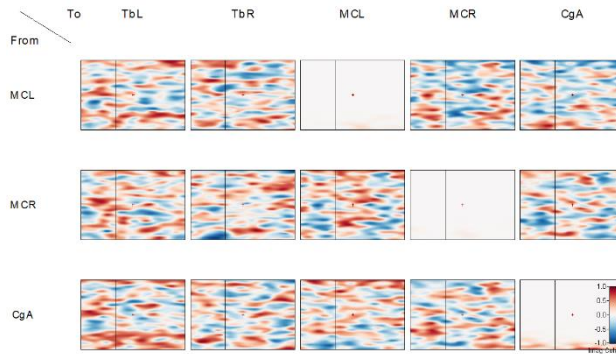 To TbL TbR MCL MCR CgA
From
MCL
MCR
CgA
1.0
0.5
0.0
-0.5
-1.0